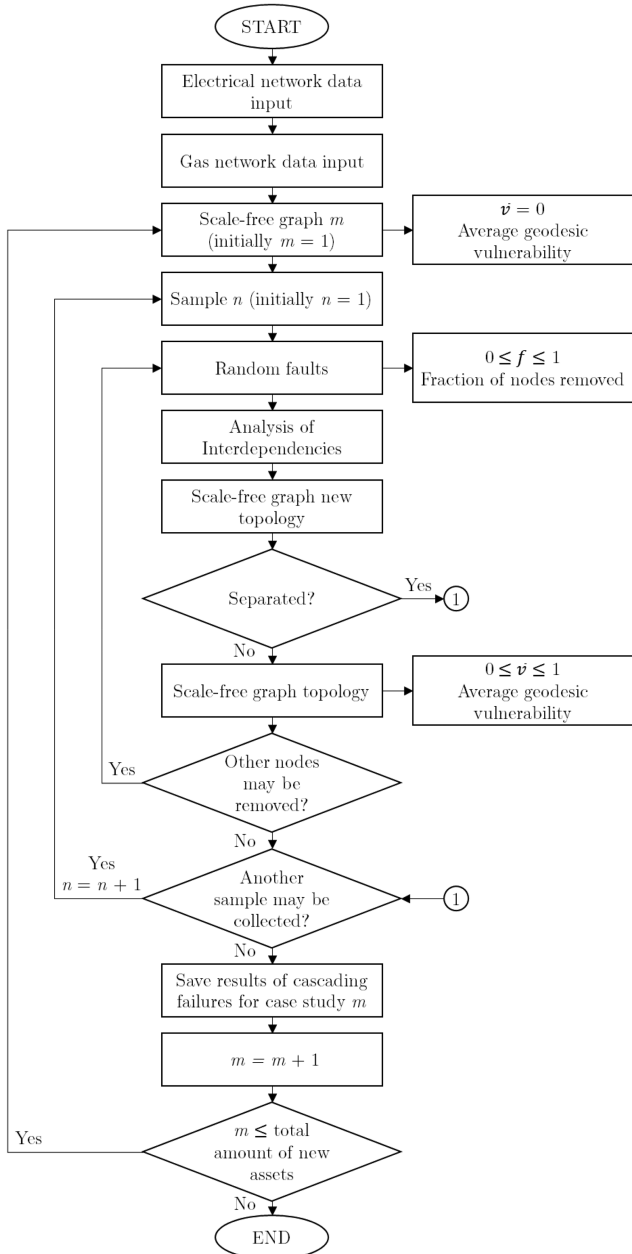 START
Electrical network data
input
Gas network data input
Scale-free graph m
(initially m = 1)
v̇ = 0
Average geodesic
vulnerability
Sample n (initially n = 1)
Random faults
0 ≤ f ≤ 1
Fraction of nodes removed
Analysis of
Interdependencies
Scale-free graph new
topology
Separated?
Yes
1
No
Scale-free graph topology
0 ≤ v̇ ≤ 1
Average geodesic
vulnerability
Other nodes
may be
removed?
Yes
No
Yes
n = n + 1
Another
sample may be
collected?
1
No
Save results of cascading
failures for case study m
m = m + 1
m ≤ total
amount of new
assets
Yes
No
END